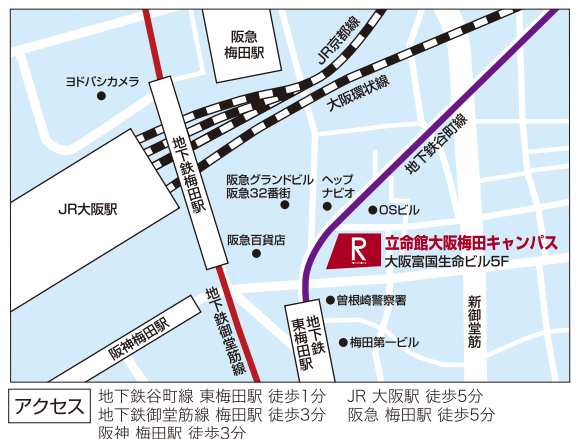 阪急
梅田駅
JR京都線
ヨドバシカメラ
大阪環状線
地下鉄谷町線
地下鉄梅田駅
阪急グランドビル
阪急32番街
ヘップ
ナビオ
OSビル
JR大阪駅
R
立命館大阪梅田キャンパス
大阪富国生命ビル5F
阪急百貨店
地下鉄御堂筋線
曽根崎警察署
新御堂筋
阪神梅田駅
地下鉄
東梅田駅
梅田第一ビル
アクセス
地下鉄谷町線 東梅田駅 徒歩1分 JR 大阪駅 徒歩5分
地下鉄御堂筋線 梅田駅 徒歩3分 阪急 梅田駅 徒歩5分
阪神 梅田駅 徒歩3分